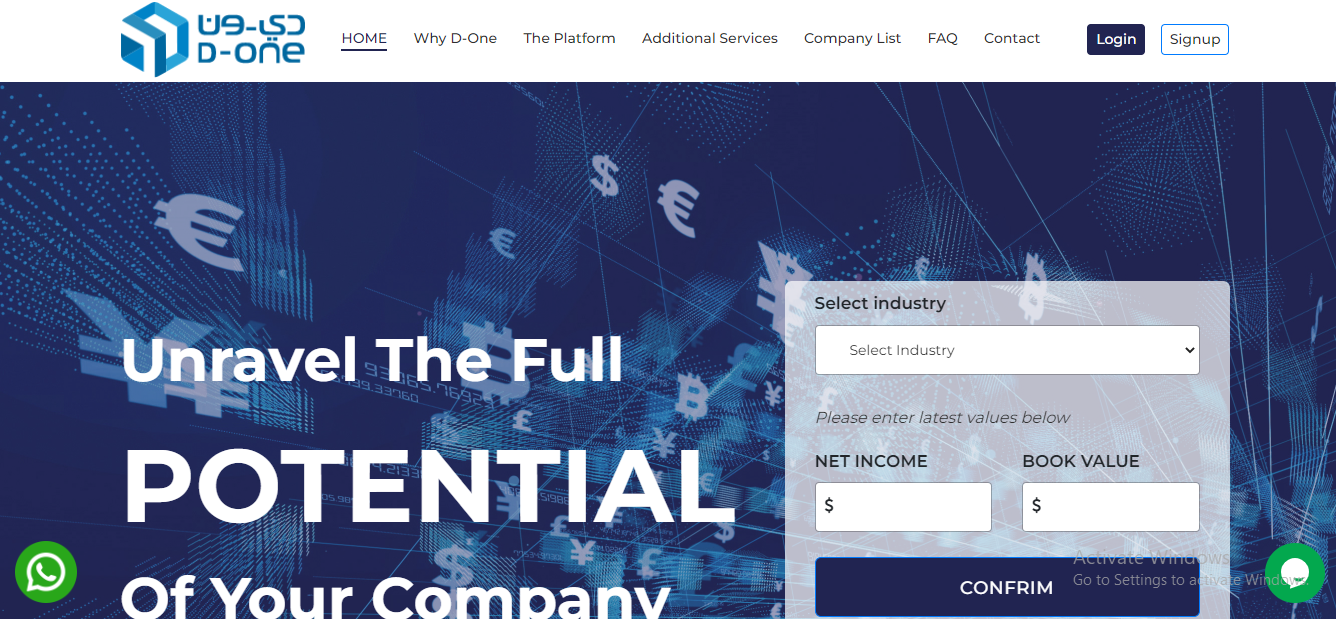 دي-ون
D-One
HOME
Why D-One
The Platform
Additional Services
Company List
FAQ
Contact
Login
Signup
Unravel The Full
POTENTIAL
Of Your Company
Select industry
Select Industry
Please enter latest values below
NET INCOME
BOOK VALUE
$
$
CONFRIM
Activate Windows
Go to Settings to activate Windows.